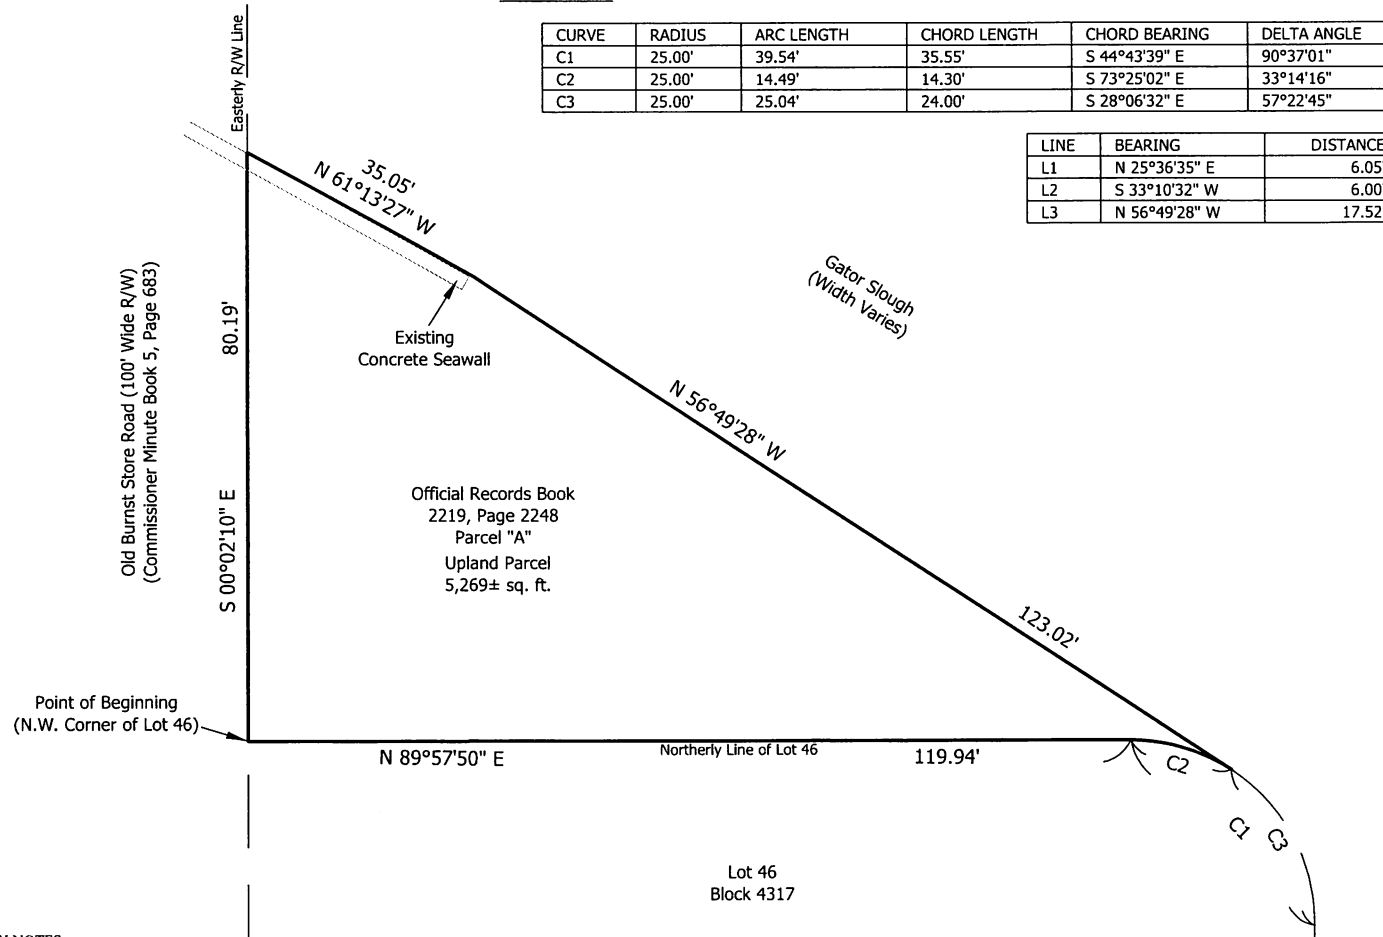 CURVE RADIUS ARC LENGTH CHORD LENGTH CHORD BEARING DELTA ANGLE
C1 25.00' 39.54' 35.55' S 44°43'39" E 90°37'01"
C2 25.00' 14.49' 14.30' S 73°25'02" E 33°14'16"
C3 25.00' 25.04' 24.00' S 28°06'32" E 57°22'45"
LINE BEARING DISTANCE
L1 N 25°36'35" E 6.05
L2 S 33°10'32" W 6.00
L3 N 56°49'28" W 17.52
Easterly R/W Line
35.05'
N 61°13'27" W
Gator Slough
(Width Varies)
Old Burnst Store Road (100' Wide R/W)
(Commissioner Minute Book 5, Page 683)
80.19'
S 00°02'10" E
Existing
Concrete Seawall
N 56°49'28" W
123.02'
Official Records Book
2219, Page 2248
Parcel "A"
Upland Parcel
5,269± sq. ft.
Point of Beginning
(N.W. Corner of Lot 46)
N 89°57'50" E
Northerly Line of Lot 46
119.94'
C2
C1
C3
Lot 46
Block 4317